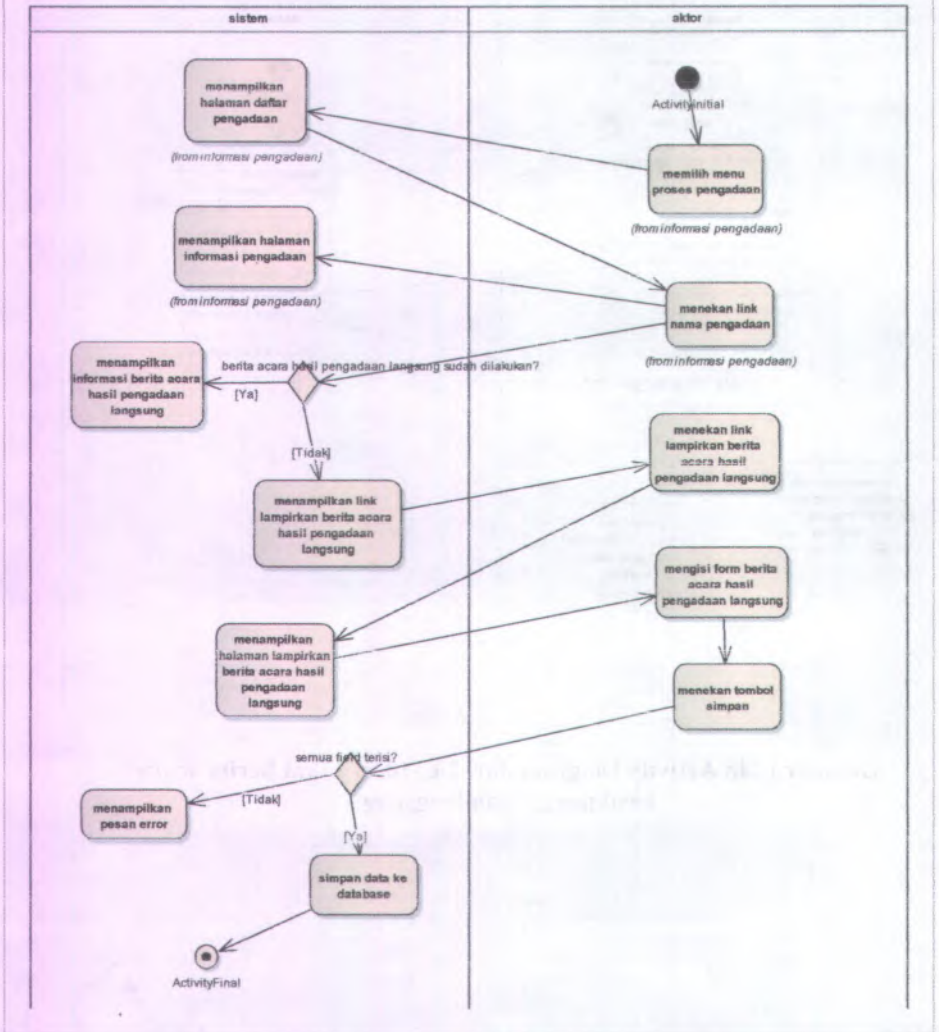 sistem
aktor
menampilkan
halaman daftar
pengadaan
(from informasi pengadaan)
ActivityInitial
memilih menu
proses pengadaan
(from informasi pengadaan)
menampilkan halaman
informasi pengadaan
(from informasi pengadaan)
menekan link
nama pengadaan
(from informasi pengadaan)
berita acara hasil pengadaan langsung sudah dilakukan?
menampilkan
informasi berita acara
hasil pengadaan
langsung
[Ya]
[Tidak]
menekan link
lampirkan berita
acara hasil
pengadaan langsung
menampilkan link
lampirkan berita acara
hasil pengadaan
langsung
mengisi form berita
acara hasil
pengadaan langsung
menampilkan
halaman lampirkan
berita acara hasil
pengadaan
langsung
menekan tombol
simpan
semua field terisi?
[Tidak]
menampilkan
pesan error
[Ya]
simpan data ke
database
ActivityFinal